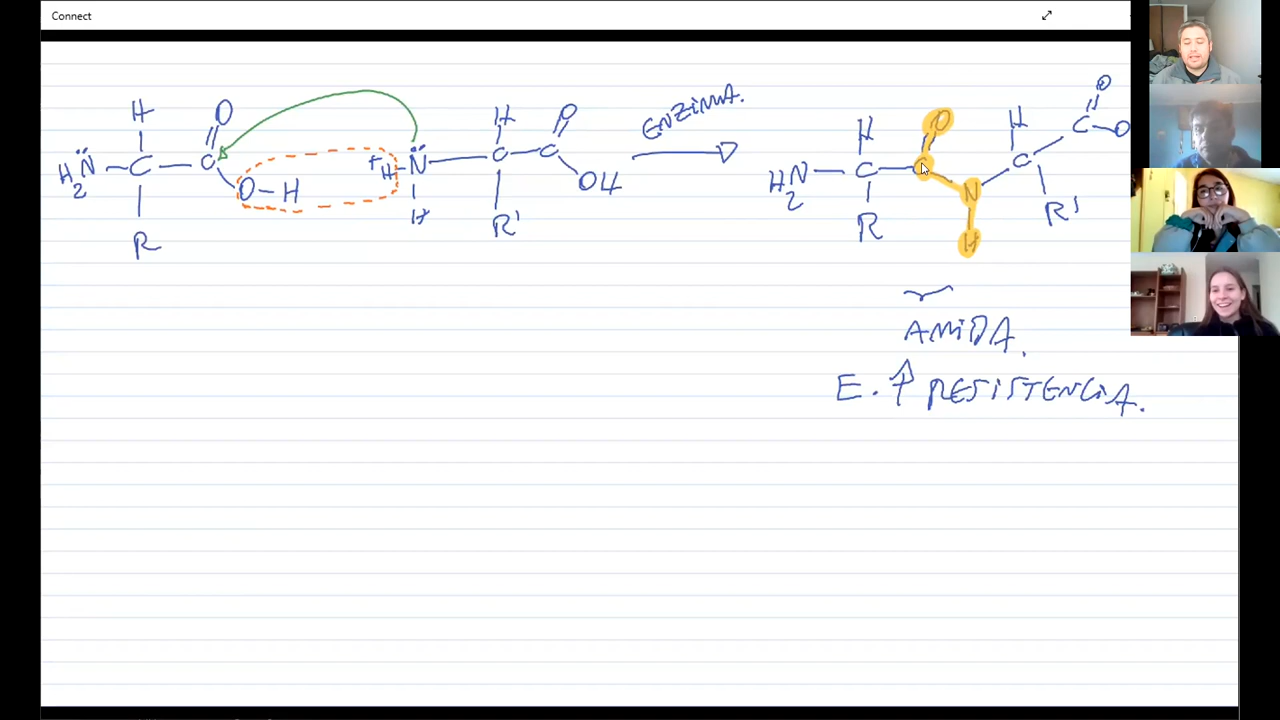 Connect
H O H O ENZIMA. H O H O
H₂N̈ - C - C H - N̈ - C - C H₂N - C - C N C C - O
O - H H OH H
R R' R R'
AMIDA.
E. ↑ RESISTENCIA.